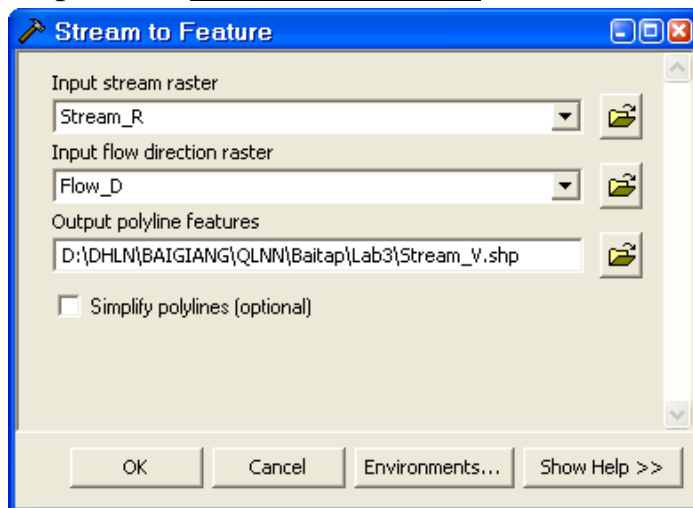 Stream to Feature
Input stream raster
Stream_R
Input flow direction raster
Flow_D
Output polyline features
D:\DHLN\BAIGIANG\QLNN\Baitap\Lab3\Stream_V.shp
Simplify polylines (optional)
OK Cancel Environments... Show Help >>